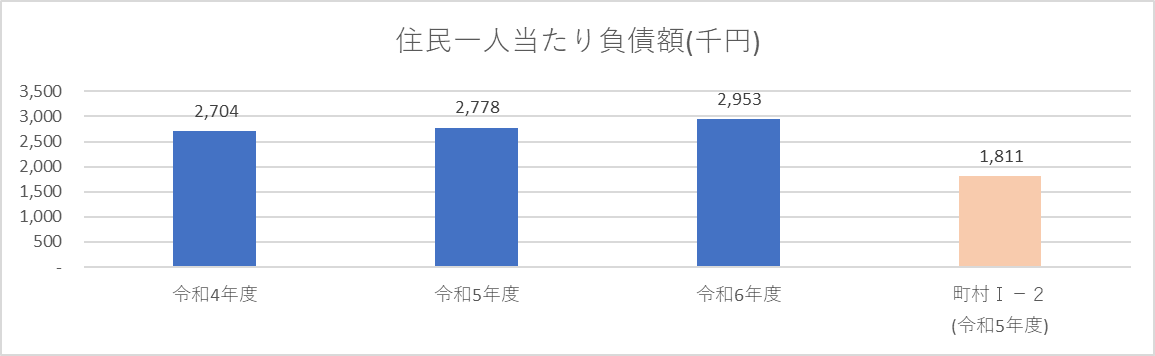 住民一人当たり負債額(千円)
3,500
3,000
2,500
2,000
1,500
1,000
500
-
2,704
2,778
2,953
1,811
令和4年度
令和5年度
令和6年度
町村Ⅰ－２
(令和5年度)